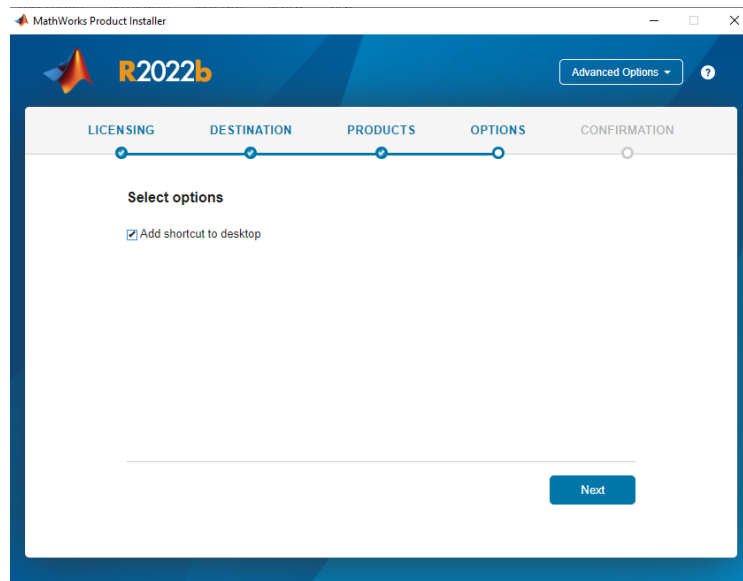 MathWorks Product Installer
R2022b
Advanced Options
?
LICENSING DESTINATION PRODUCTS OPTIONS CONFIRMATION
Select options
Add shortcut to desktop
Next